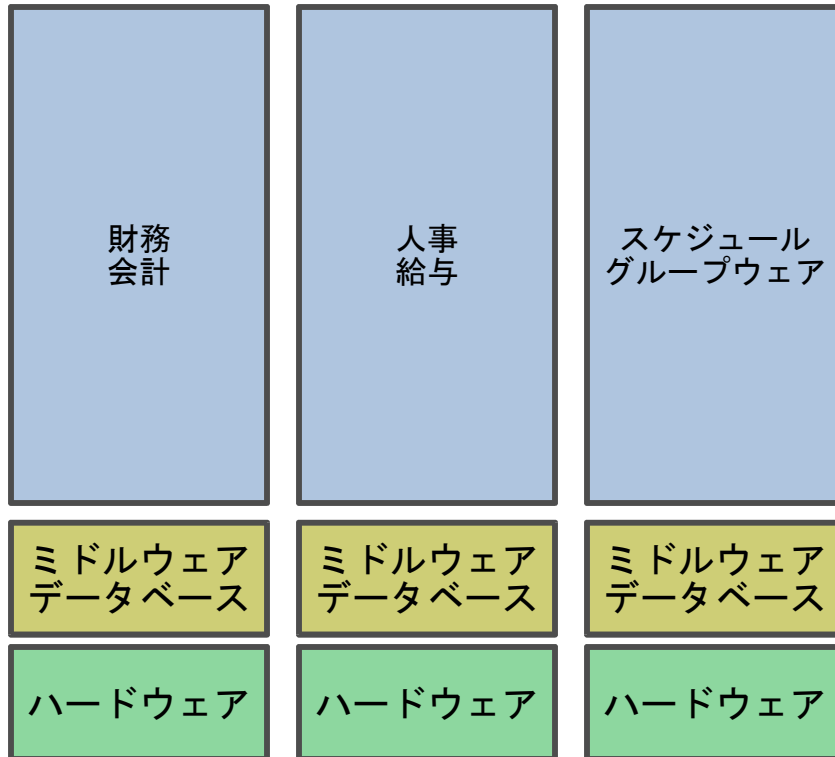 財務
会計
人事
給与
スケジュール
グループウェア
ミドルウェア
データベース
ミドルウェア
データベース
ミドルウェア
データベース
ハードウェア
ハードウェア
ハードウェア